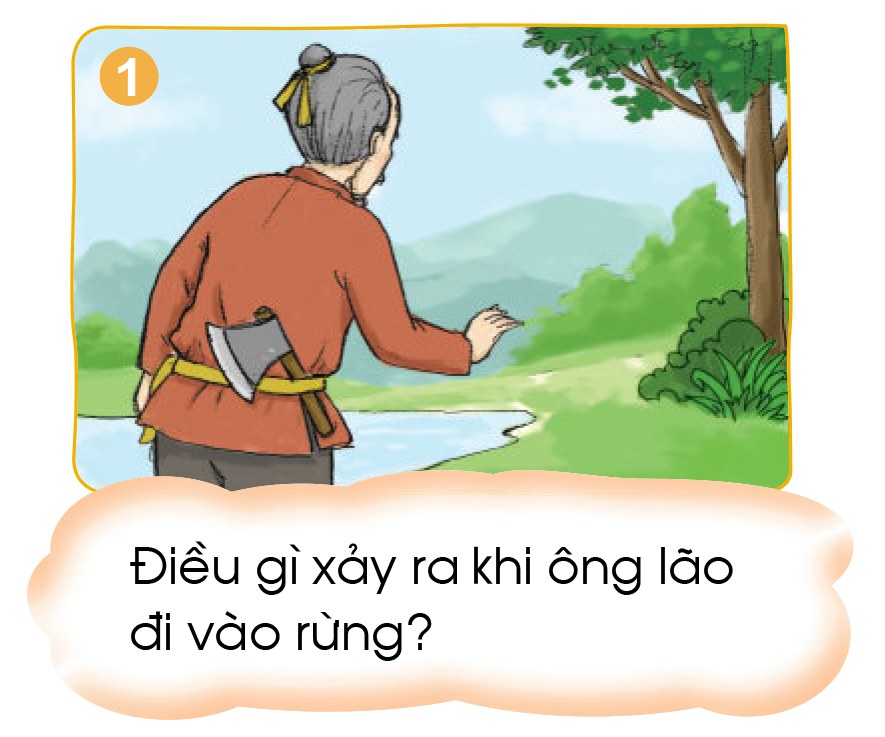 1
Điều gì xảy ra khi ông lão
đi vào rừng?